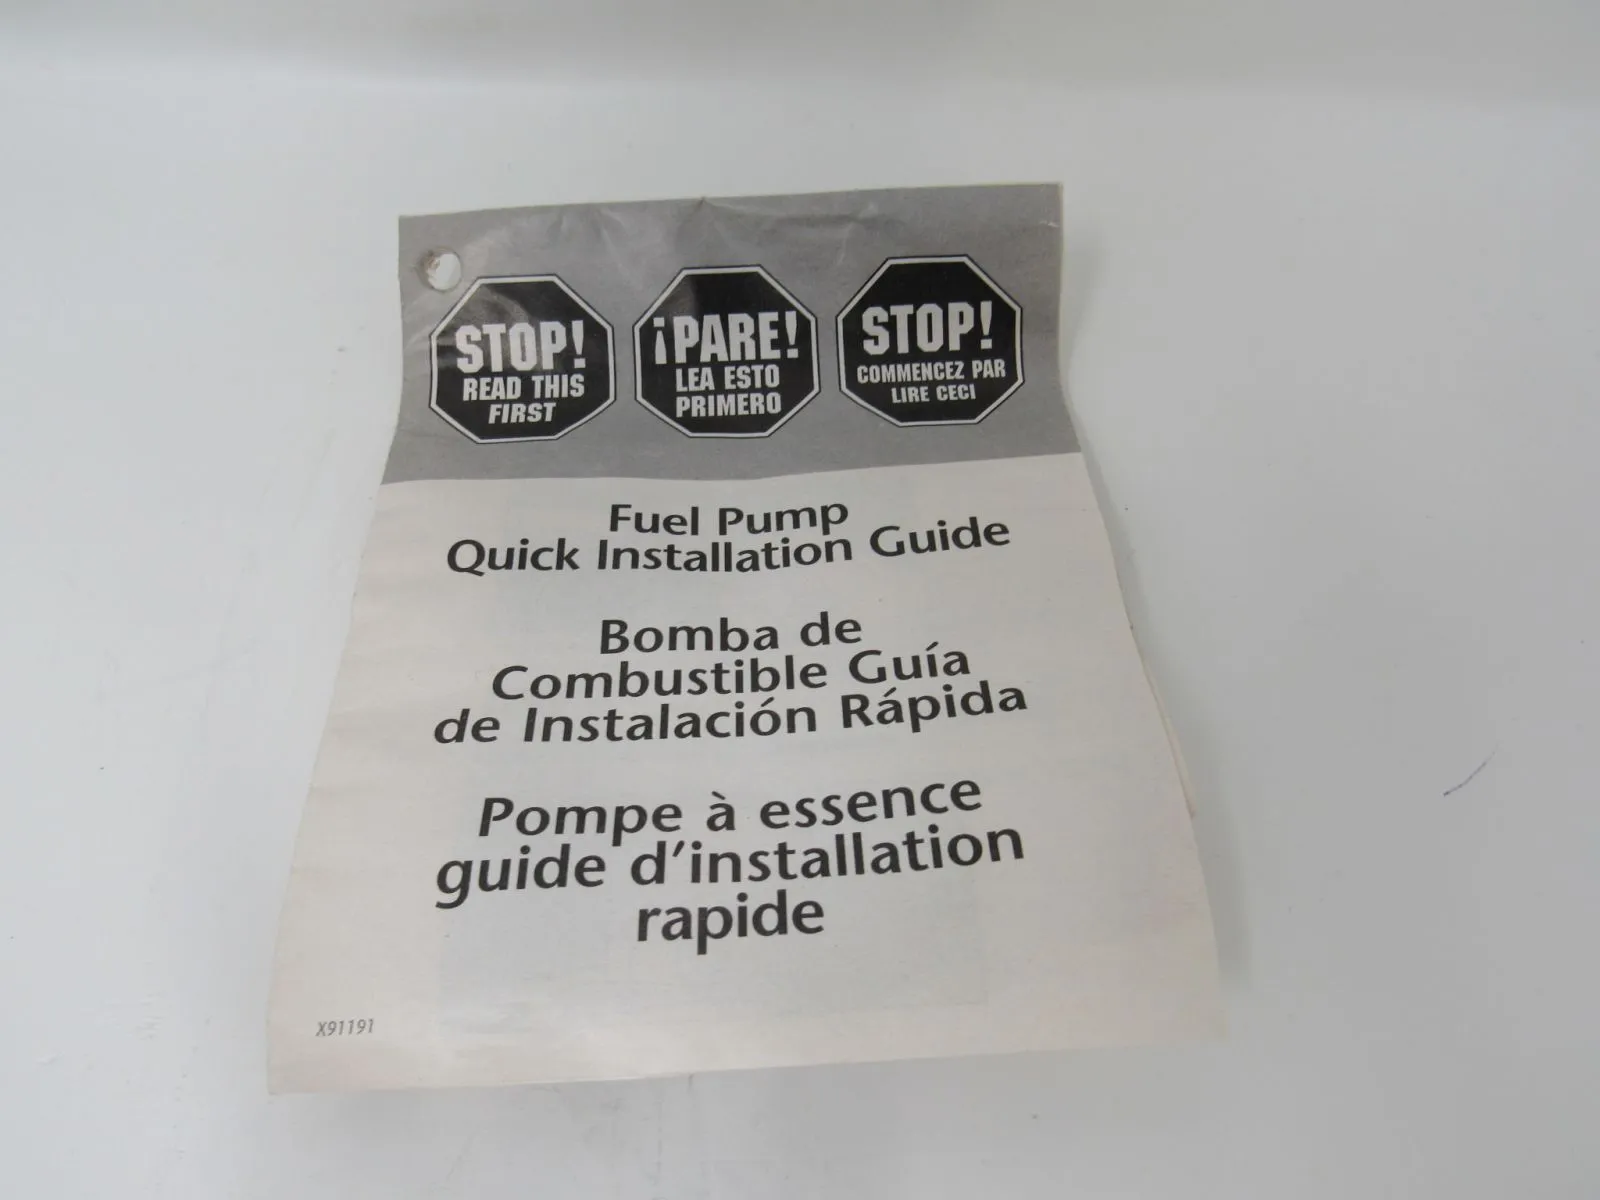 STOP!
READ THIS
FIRST
¡PARE!
LEA ESTO
PRIMERO
STOP!
COMMENCEZ PAR
LIRE CECI
Fuel Pump
Quick Installation Guide
Bomba de
Combustible Guía
de Instalación Rápida
Pompe à essence
guide d'installation
rapide
X91191